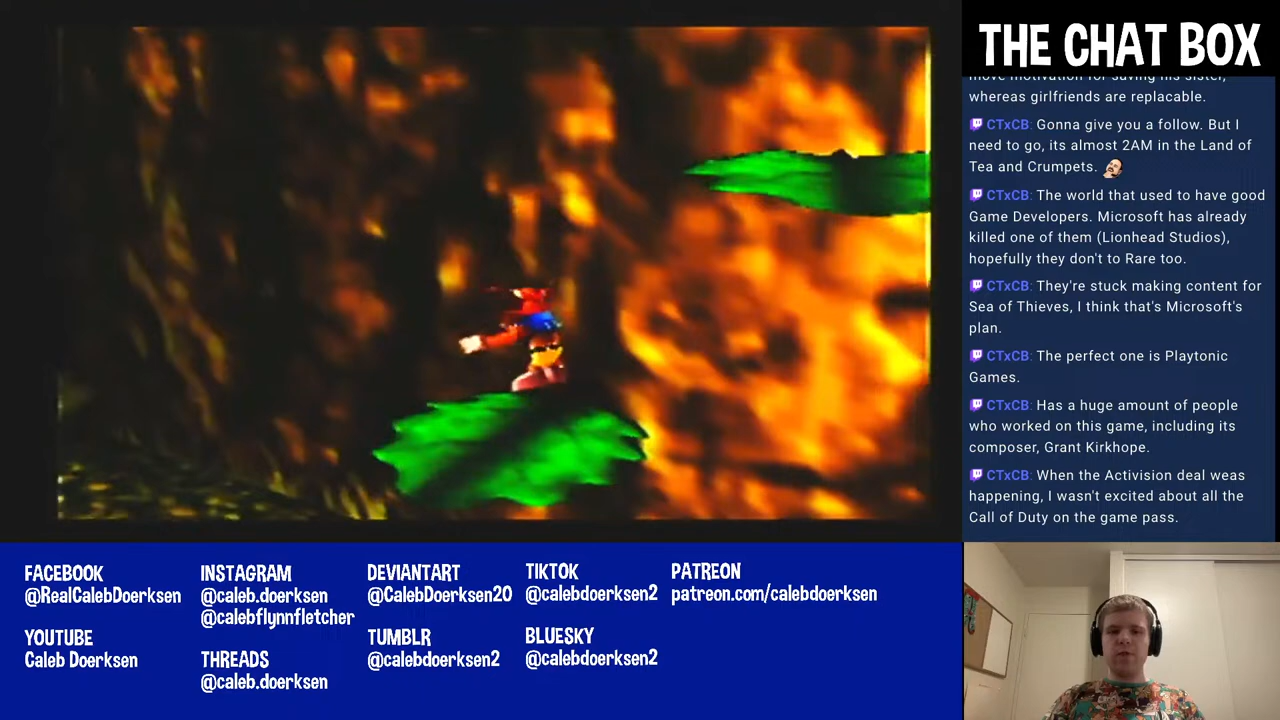 THE CHAT BOX
move motivation for saving his sister,
whereas girlfriends are replacable.
CTxCB: Gonna give you a follow. But I
need to go, its almost 2AM in the Land of
Tea and Crumpets.
CTxCB: The world that used to have good
Game Developers. Microsoft has already
killed one of them (Lionhead Studios),
hopefully they don't to Rare too.
CTxCB: They're stuck making content for
Sea of Thieves, I think that's Microsoft's
plan.
CTxCB: The perfect one is Playtonic
Games.
CTxCB: Has a huge amount of people
who worked on this game, including its
composer, Grant Kirkhope.
CTxCB: When the Activision deal weas
happening, I wasn't excited about all the
Call of Duty on the game pass.
FACEBOOK
@RealCalebDoerksen
YOUTUBE
Caleb Doerksen
INSTAGRAM
@caleb.doerksen
@calebflynnfletcher
THREADS
@caleb.doerksen
DEVIANTART
@CalebDoerksen20
TUMBLR
@calebdoerksen2
TIKTOK
@calebdoerksen2
BLUESKY
@calebdoerksen2
PATREON
patreon.com/calebdoerksen